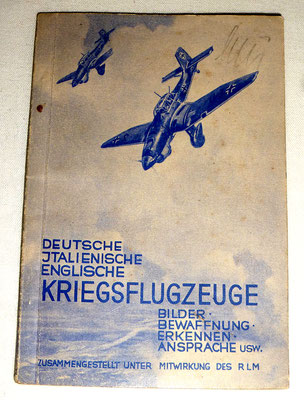 DEUTSCHE
JTALIENISCHE
ENGLISCHE
KRIEGSFLUGZEUGE
BILDER·
BEWAFFNUNG·
ERKENNEN·
ANSPRACHE USW.
ZUSAMMENGESTELLT UNTER MITWIRKUNG DES RLM